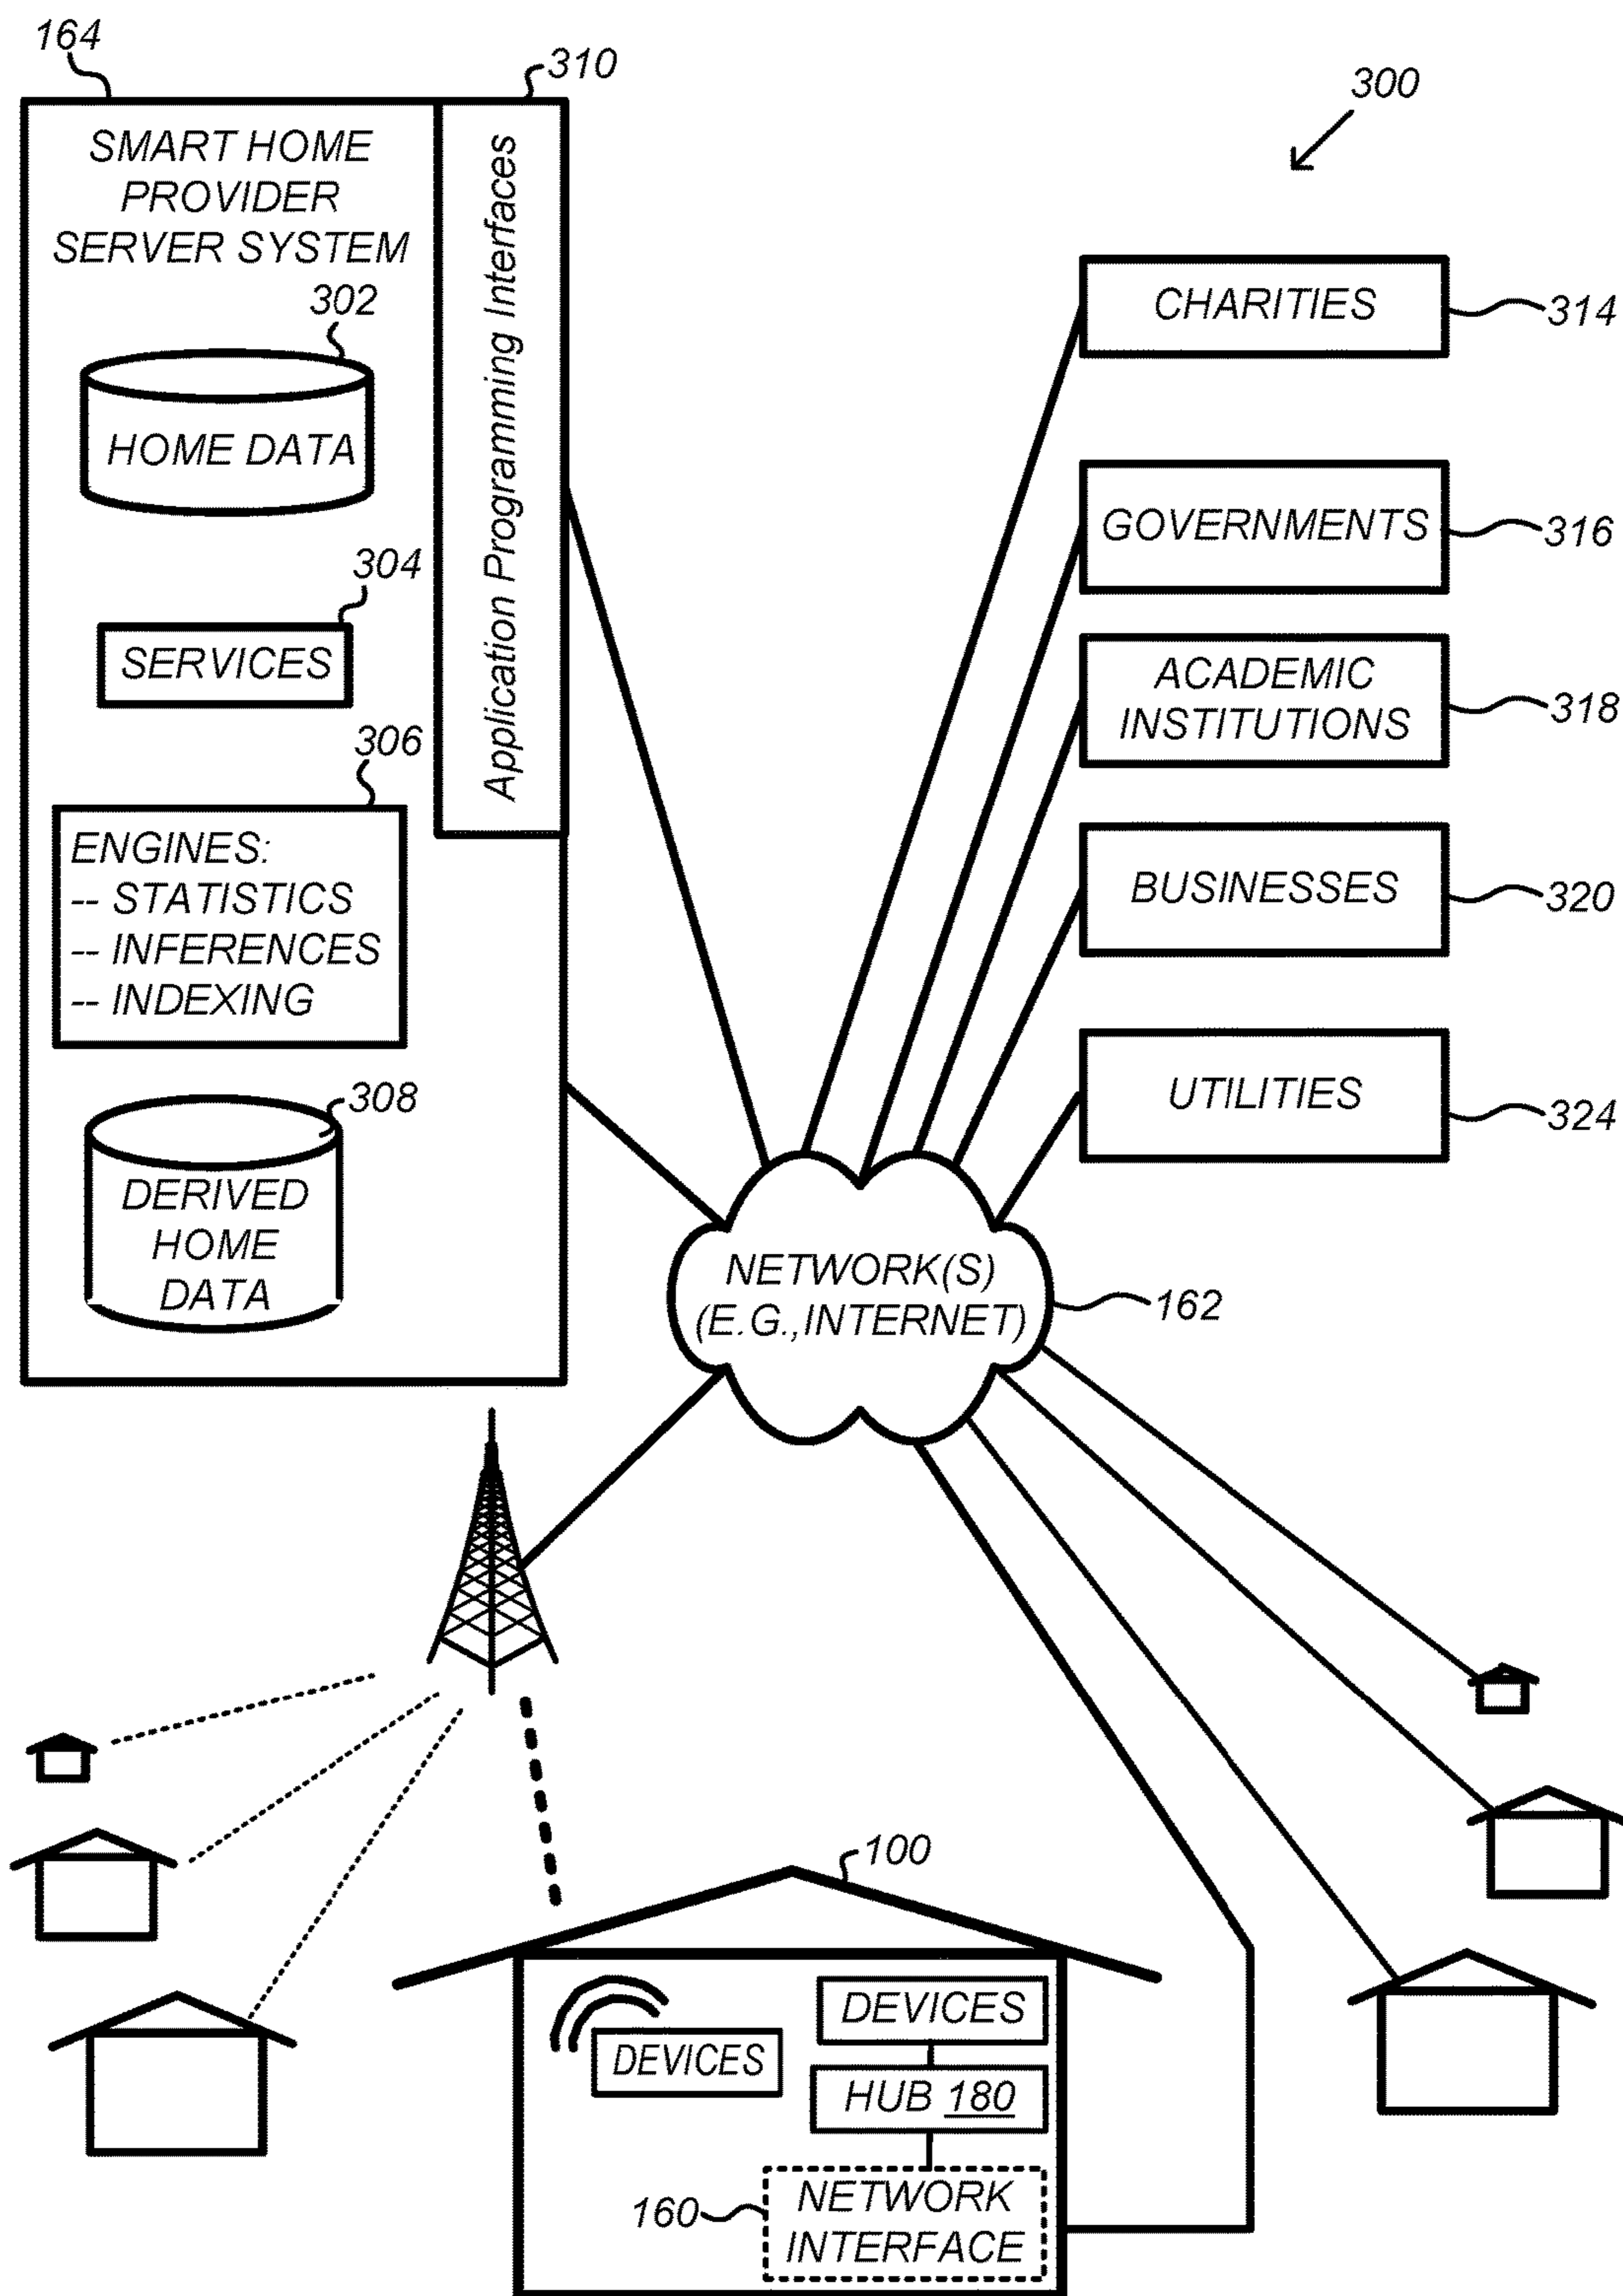 164
310
300
SMART HOME
PROVIDER
SERVER SYSTEM
Application Programming Interfaces
302
HOME DATA
304
SERVICES
306
ENGINES:
-- STATISTICS
-- INFERENCES
-- INDEXING
308
DERIVED
HOME
DATA
CHARITIES
314
GOVERNMENTS
316
ACADEMIC
INSTITUTIONS
318
BUSINESSES
320
UTILITIES
324
NETWORK(S)
(E.G.,INTERNET)
162
100
DEVICES
DEVICES
HUB 180
160
NETWORK
INTERFACE